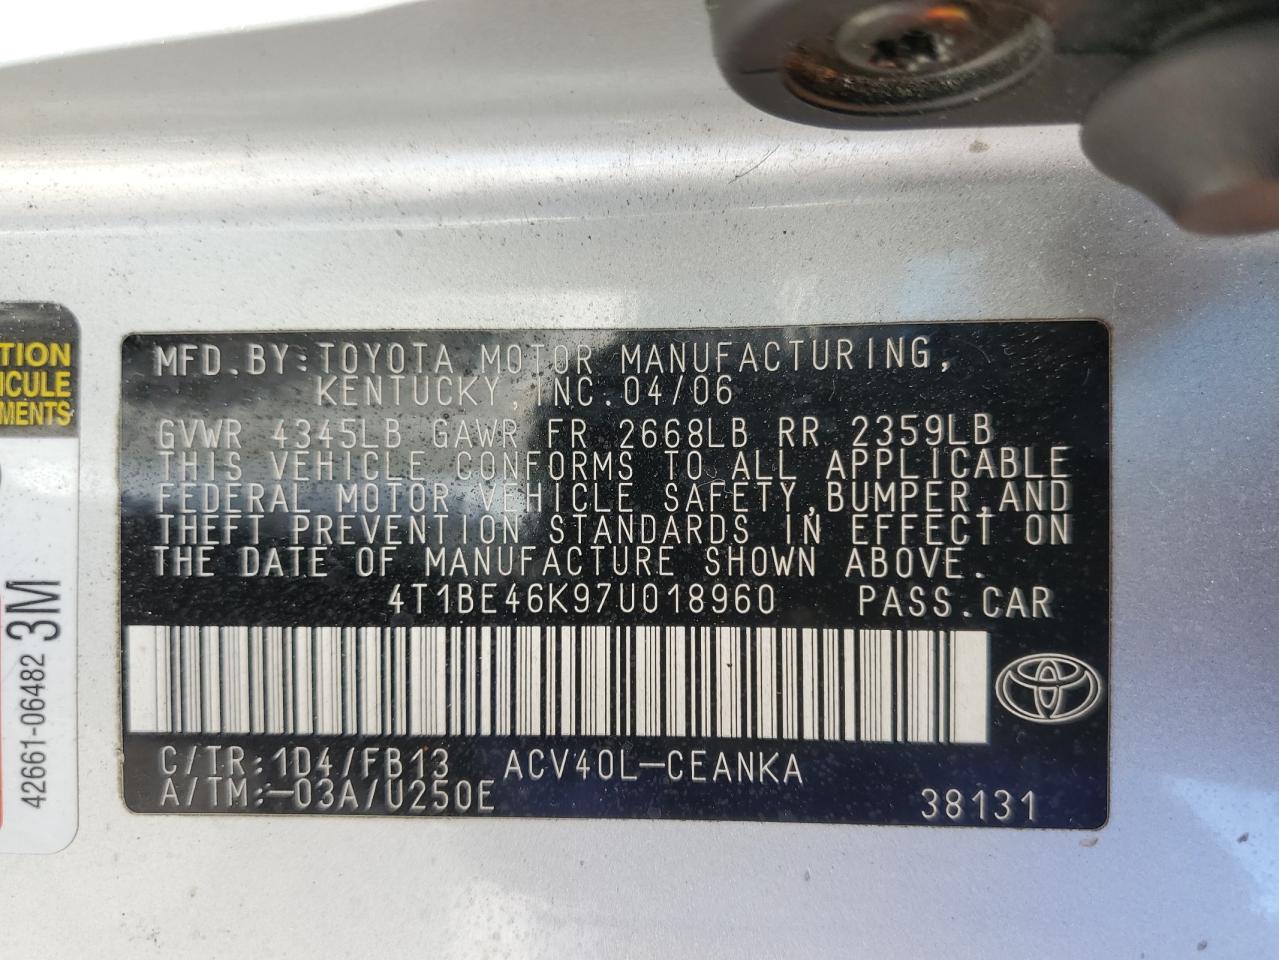 MFD.BY:TOYOTA MOTOR MANUFACTURING,
KENTUCKY,INC.04/06
GVWR 4345LB GAWR FR 2668LB RR 2359LB
THIS VEHICLE CONFORMS TO ALL APPLICABLE
FEDERAL MOTOR VEHICLE SAFETY,BUMPER,AND
THEFT PREVENTION STANDARDS IN EFFECT ON
THE DATE OF MANUFACTURE SHOWN ABOVE.
4T1BE46K97U018960 PASS.CAR
C/TR:1D4/FB13 ACV40L-CEANKA
A/TM:-03A/U250E 38131
TION
ICULE
MENTS
42661-06482 3M